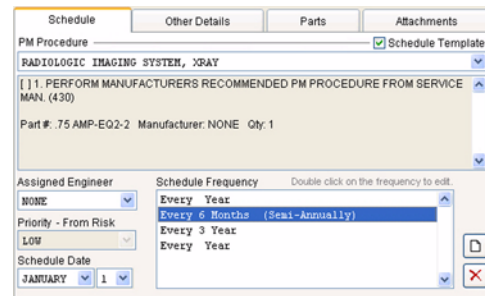 Schedule Other Details Parts Attachments
PM Procedure Schedule Template
RADIOLOGIC IMAGING SYSTEM, XRAY
[ ] 1. PERFORM MANUFACTURERS RECOMMENDED PM PROCEDURE FROM SERVICE
MAN. (430)
Part #: .75 AMP-EQ2-2 Manufacturer: NONE Qty: 1
Assigned Engineer Schedule Frequency Double click on the frequency to edit.
NONE Every Year
Every 6 Months (Semi-Annually)
Priority - From Risk
Every 3 Year
LOW Every Year
Schedule Date
JANUARY 1